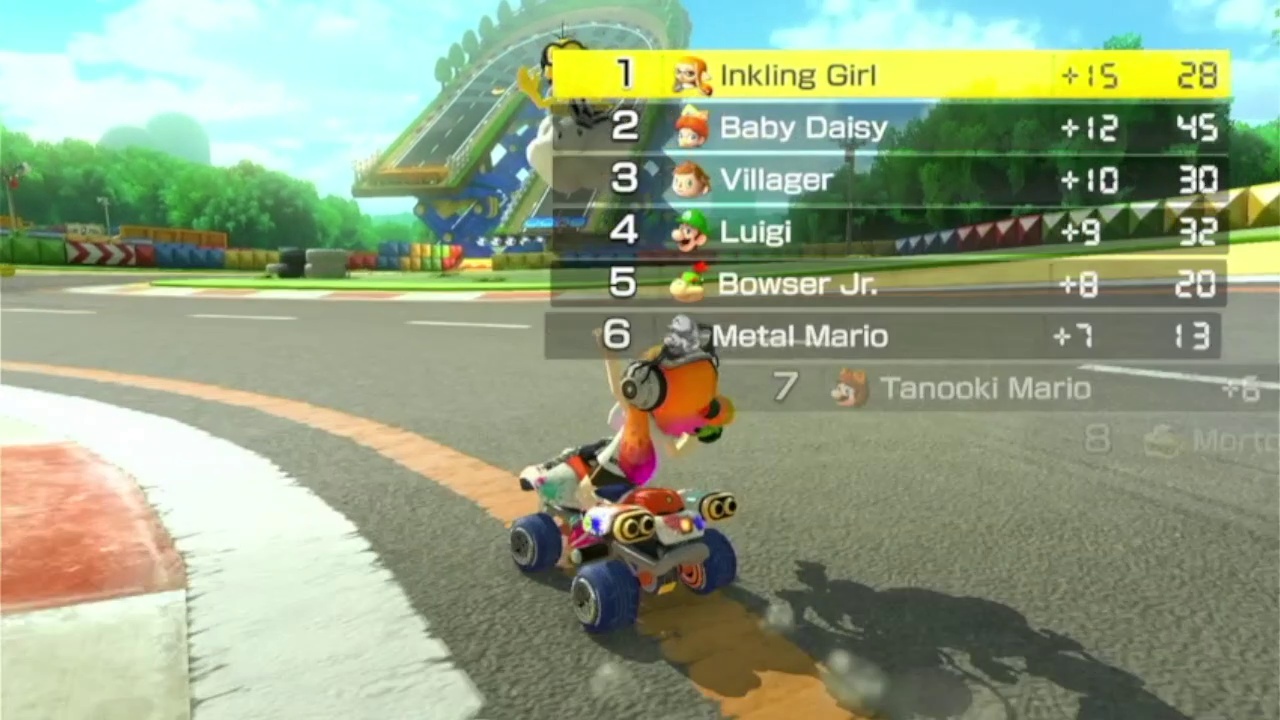 1 Inkling Girl +15 28
2 Baby Daisy +12 45
3 Villager +10 30
4 Luigi +9 32
5 Bowser Jr. +8 20
6 Metal Mario +7 13
7 Tanooki Mario +6
8